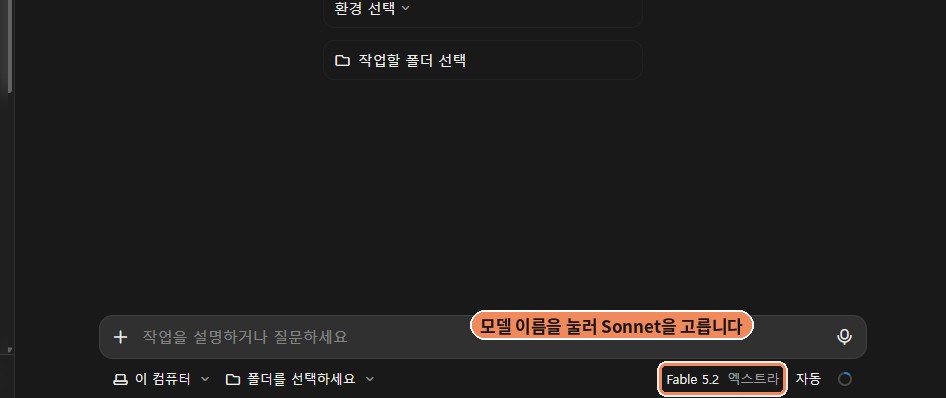 환경 선택
작업할 폴더 선택
모델 이름을 눌러 Sonnet을 고릅니다
작업을 설명하거나 질문하세요
이 컴퓨터 폴더를 선택하세요 Fable 5.2 엑스트라 자동